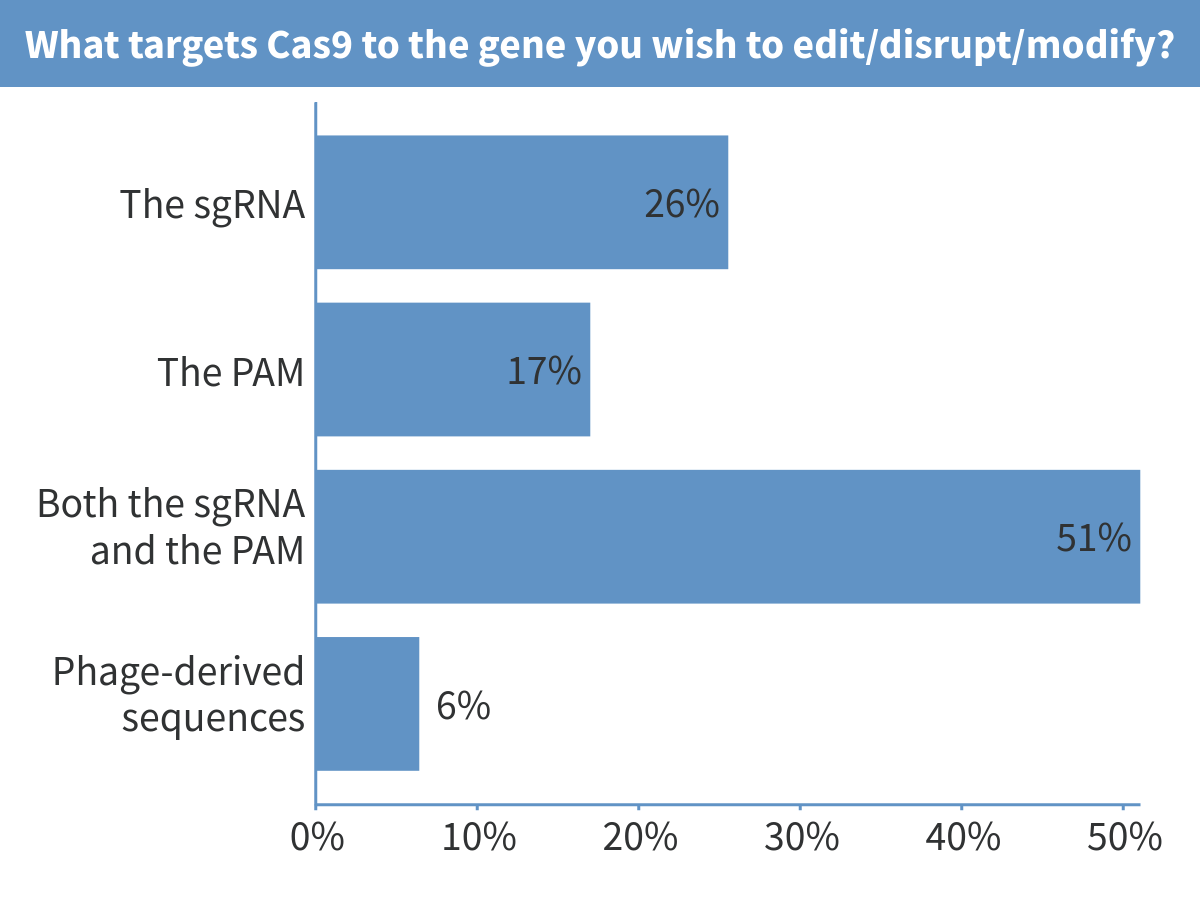 What targets Cas9 to the gene you wish to edit/disrupt/modify?
The sgRNA
26%
The PAM
17%
Both the sgRNA
and the PAM
51%
Phage-derived
sequences
6%
0% 10% 20% 30% 40% 50%